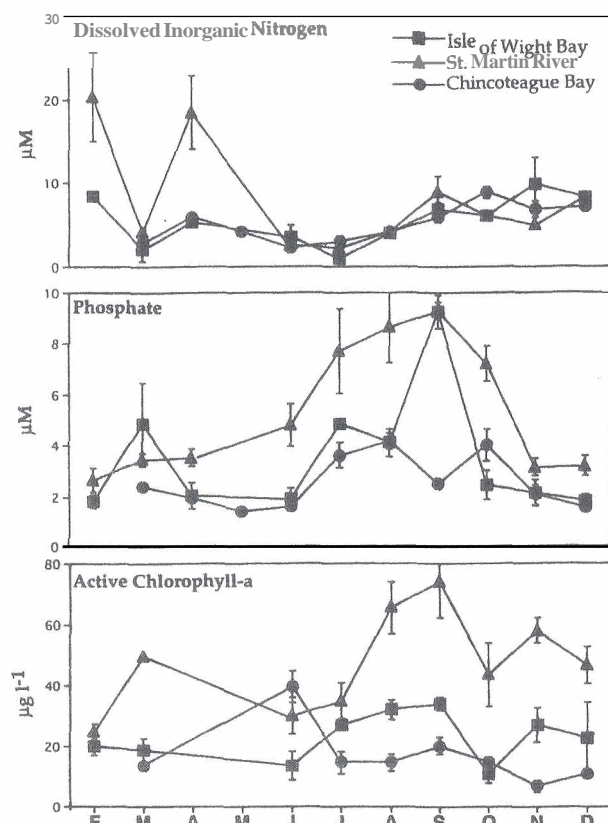 30
Dissolved Inorganic Nitrogen
Isle of Wight Bay
St. Martin River
Chincoteague Bay
20
µM
10
0
10
Phosphate
8
6
µM
4
2
0
80
Active Chlorophyll-a
60
µg l-1
40
20
0
F M A M J J A S O N D